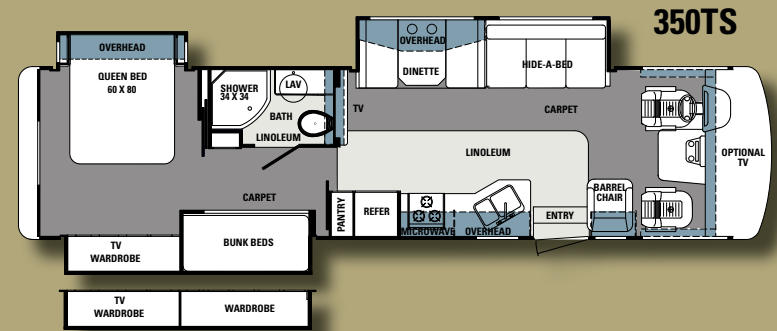 350TS
OVERHEAD
QUEEN BED
60 X 80
SHOWER
34 X 34
LAV
BATH
LINOLEUM
OVERHEAD
DINETTE
HIDE-A-BED
TV
CARPET
LINOLEUM
OPTIONAL
TV
CARPET
PANTRY
REFER
MICROWAVE
OVERHEAD
ENTRY
BARREL
CHAIR
TV
WARDROBE
BUNK BEDS
TV
WARDROBE
WARDROBE